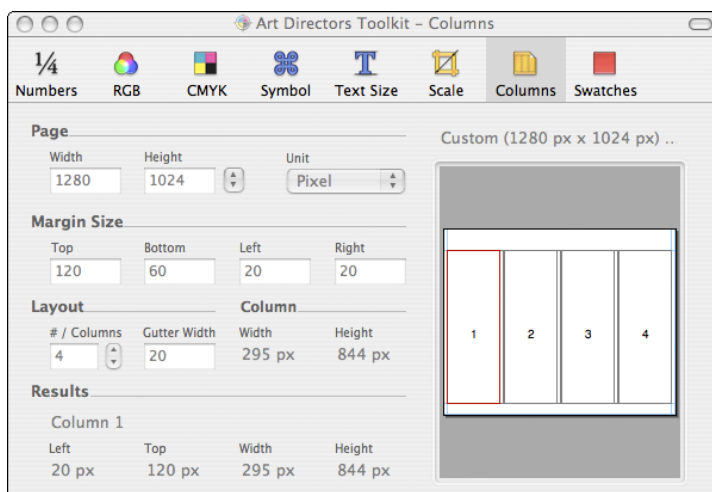 Art Directors Toolkit – Columns
¼
Numbers RGB CMYK Symbol Text Size Scale Columns Swatches
Page
Custom (1280 px x 1024 px) ..
Width Height Unit
1280 1024 Pixel
Margin Size
Top Bottom Left Right
120 60 20 20
Layout Column
# / Columns Gutter Width Width Height
4 20 295 px 844 px
1 2 3 4
Results
Column 1
Left Top Width Height
20 px 120 px 295 px 844 px